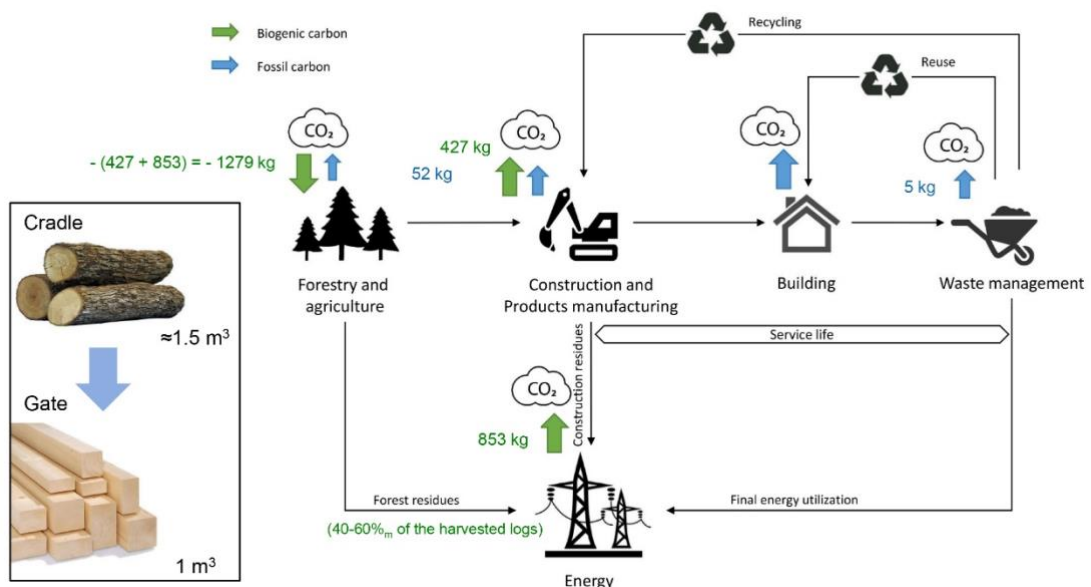 Biogenic carbon
Fossil carbon
Recycling
Reuse
CO₂
CO₂
CO₂
CO₂
- (427 + 853) = - 1279 kg
427 kg
52 kg
5 kg
Cradle
≈1.5 m³
Gate
1 m³
Forestry and
agriculture
Construction and
Products manufacturing
Building
Waste management
Service life
Construction residues
CO₂
853 kg
Forest residues
(40-60%ₘ of the harvested logs)
Final energy utilization
Energy